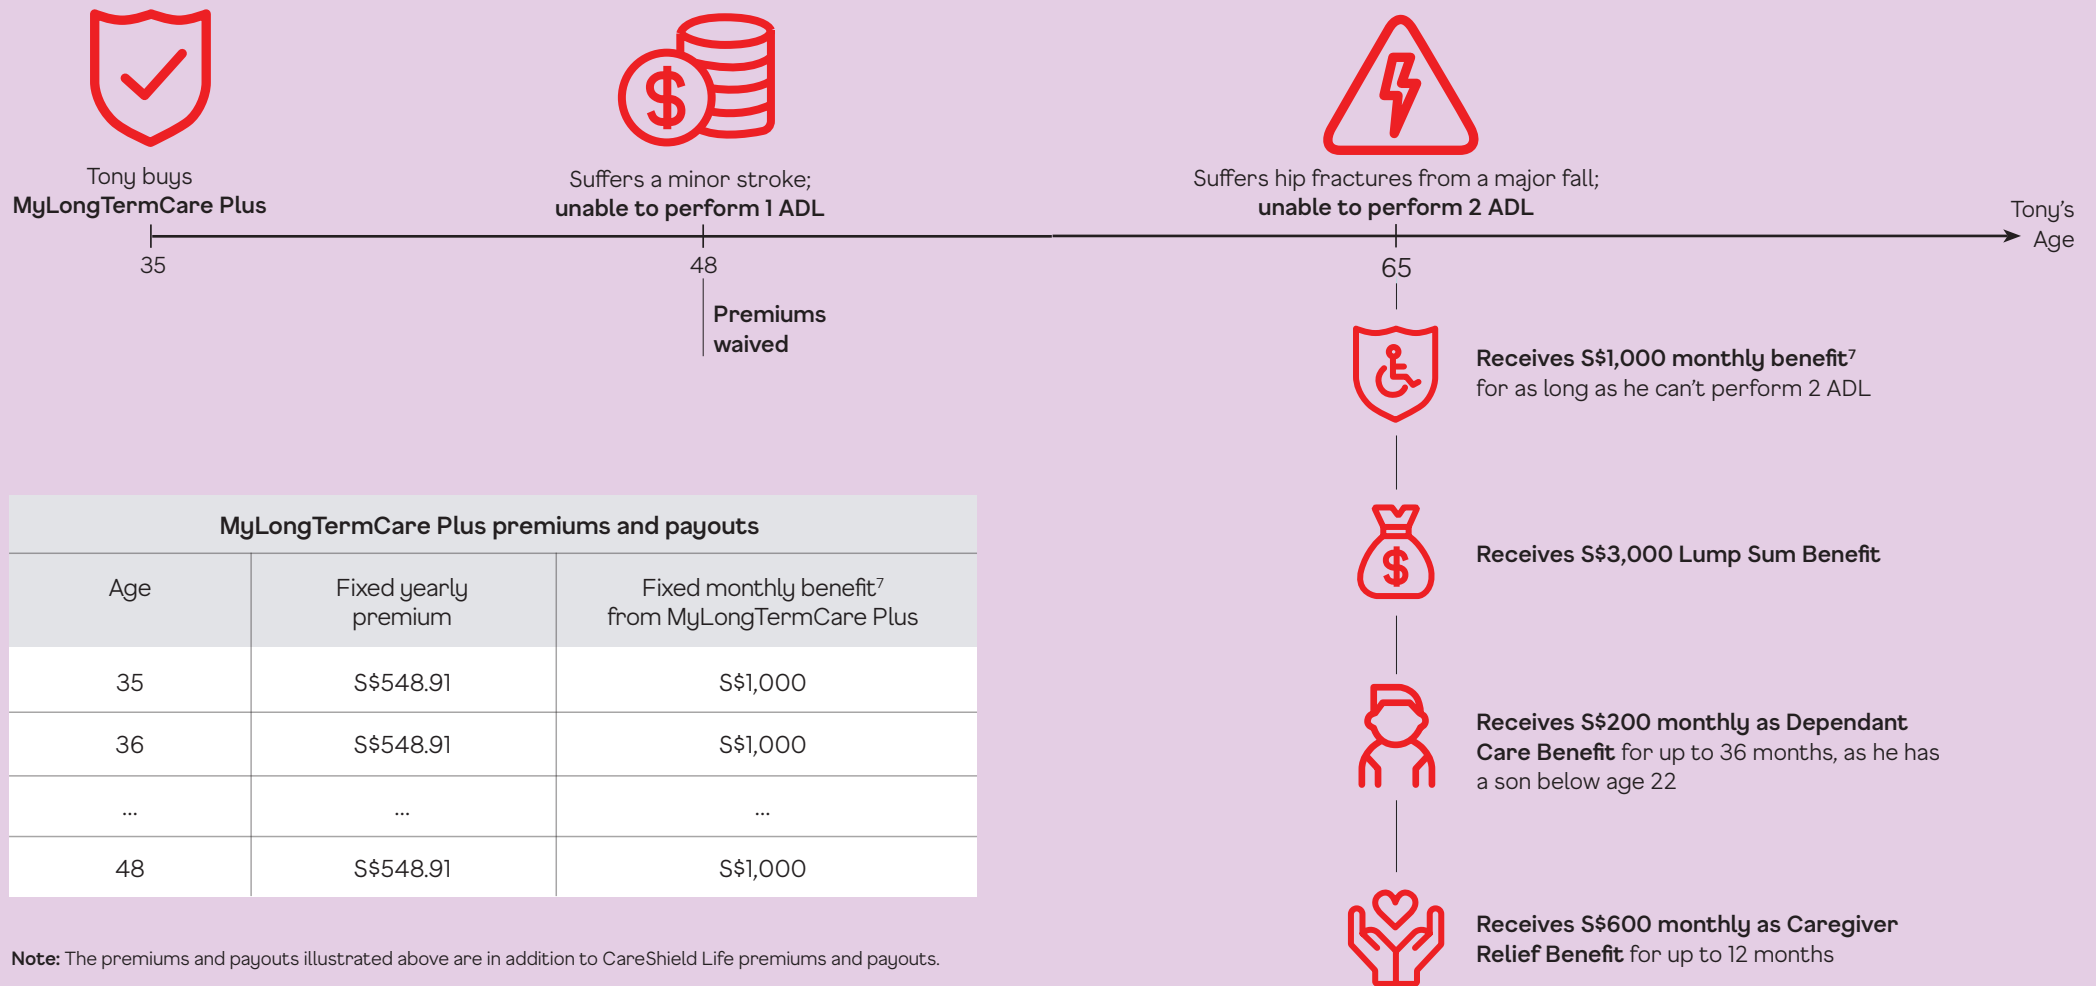 Tony buys
MyLongTermCare Plus
Suffers a minor stroke;
unable to perform 1 ADL
Suffers hip fractures from a major fall;
unable to perform 2 ADL
Tony's
Age
35
48
65
Premiums
waived
Receives S$1,000 monthly benefit⁷
for as long as he can't perform 2 ADL
Receives S$3,000 Lump Sum Benefit
Receives S$200 monthly as Dependant
Care Benefit for up to 36 months, as he has
a son below age 22
Receives S$600 monthly as Caregiver
Relief Benefit for up to 12 months
MyLongTermCare Plus premiums and payouts
Age
Fixed yearly
premium
Fixed monthly benefit⁷
from MyLongTermCare Plus
35 S$548.91 S$1,000
36 S$548.91 S$1,000
... ... ...
48 S$548.91 S$1,000
Note: The premiums and payouts illustrated above are in addition to CareShield Life premiums and payouts.